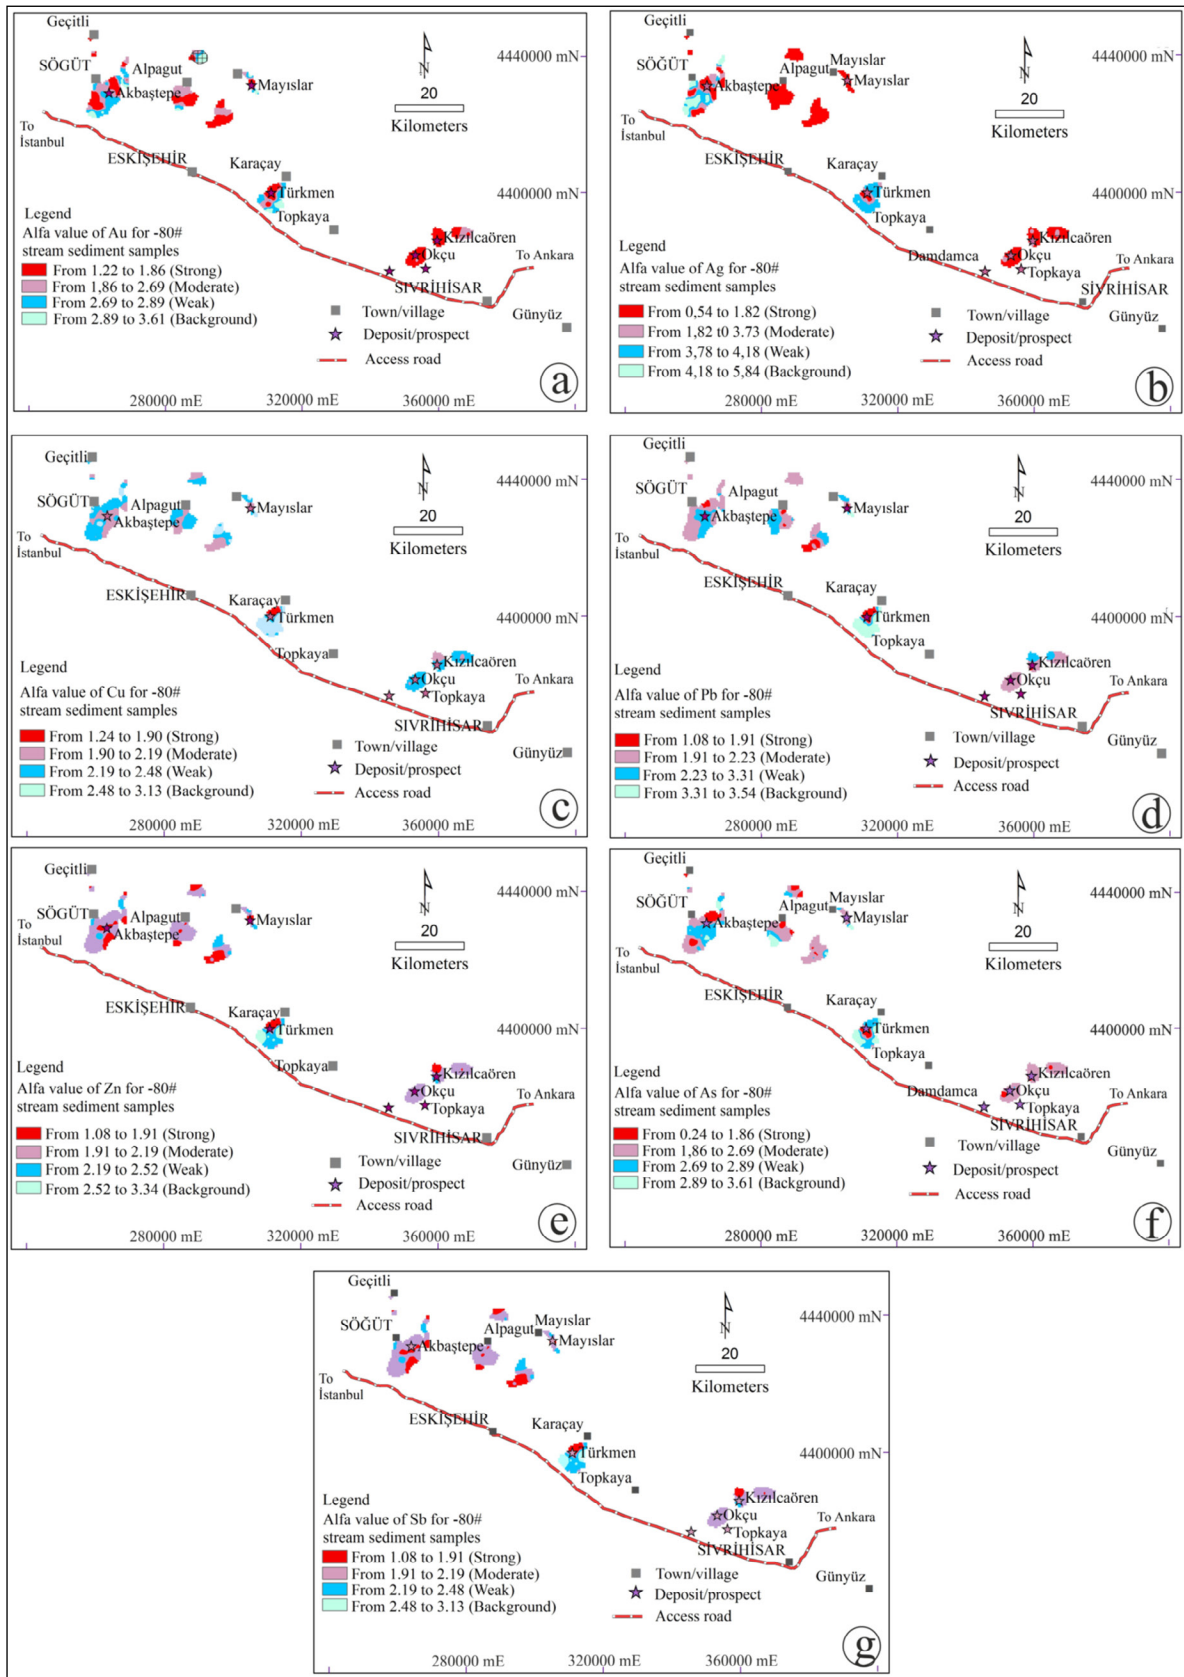 Geçitli
4440000 mN
SÖGÜT
Alpagut
Mayıslar
Akbaştepe
N
20
Kilometers
To
İstanbul
ESKİŞEHİR
Karaçay
4400000 mN
Türkmen
Topkaya
Legend
Alfa value of Au for -80#
stream sediment samples
From 1.22 to 1.86 (Strong)
From 1,86 to 2.69 (Moderate)
From 2.69 to 2.89 (Weak)
From 2.89 to 3.61 (Background)
Kızılcaören
Okçu
To Ankara
SİVRİHİSAR
Günyüz
Town/village
Deposit/prospect
Access road
a
280000 mE
320000 mE
360000 mE
Geçitli
4440000 mN
SÖĞÜT
Alpagut
Mayıslar
Mayıslar
Akbaştepe
N
20
Kilometers
To
İstanbul
ESKİŞEHİR
Karaçay
4400000 mN
Türkmen
Topkaya
Legend
Alfa value of Ag for -80#
stream sediment samples
From 0,54 to 1.82 (Strong)
From 1,82 t0 3.73 (Moderate)
From 3,78 to 4,18 (Weak)
From 4,18 to 5,84 (Background)
Kızılcaören
Okçu
Damdamca
Topkaya
To Ankara
SİVRİHİSAR
Günyüz
Town/village
Deposit/prospect
Access road
b
280000 mE
320000 mE
360000 mE
Geçitli
4440000 mN
SÖGÜT
Alpagut
Mayıslar
Akbaştepe
N
20
Kilometers
To
İstanbul
ESKİŞEHİR
Karaçay
4400000 mN
Türkmen
Topkaya
Legend
Alfa value of Cu for -80#
stream sediment samples
From 1.24 to 1.90 (Strong)
From 1.90 to 2.19 (Moderate)
From 2.19 to 2.48 (Weak)
From 2.48 to 3.13 (Background)
Kızılcaören
Okçu
Topkaya
To Ankara
SIVRIHİSAR
Günyüz
Town/village
Deposit/prospect
Access road
c
280000 mE
320000 mE
360000 mE
Geçitli
4440000 mN
SÖGÜT
Alpagut
Mayıslar
Akbaştepe
N
20
Kilometers
To
İstanbul
ESKİŞEHİR
Karaçay
4400000 mN
Türkmen
Topkaya
Legend
Alfa value of Pb for -80#
stream sediment samples
From 1.08 to 1.91 (Strong)
From 1.91 to 2.23 (Moderate)
From 2.23 to 3.31 (Weak)
From 3.31 to 3.54 (Background)
Kızılcaören
Okçu
To Ankara
SIVRIHİSAR
Günyüz
Town/village
Deposit/prospect
Access road
d
280000 mE
320000 mE
360000 mE
Geçitli
4440000 mN
SÖGÜT
Alpagut
Mayıslar
Akbaştepe
N
20
Kilometers
To
İstanbul
ESKİŞEHİR
Karaçay
4400000 mN
Türkmen
Topkaya
Legend
Alfa value of Zn for -80#
stream sediment samples
From 1.08 to 1.91 (Strong)
From 1.91 to 2.19 (Moderate)
From 2.19 to 2.52 (Weak)
From 2.52 to 3.34 (Background)
Kızılcaören
Okçu
Topkaya
To Ankara
SIVRIHİSAR
Günyüz
Town/village
Deposit/prospect
Access road
e
280000 mE
320000 mE
360000 mE
Geçitli
4440000 mN
SÖGÜT
Alpagut
Mayıslar
Mayıslar
Akbaştepe
N
20
Kilometers
To
İstanbul
ESKİŞEHİR
Karaçay
4400000 mN
Türkmen
Topkaya
Legend
Alfa value of As for -80#
stream sediment samples
From 0.24 to 1.86 (Strong)
From 1,86 to 2.69 (Moderate)
From 2.69 to 2.89 (Weak)
From 2.89 to 3.61 (Background)
Kızılcaören
Okçu
Damdamca
Topkaya
To Ankara
SİVRİHİSAR
Günyüz
Town/village
Deposit/prospect
Access road
f
280000 mE
320000 mE
360000 mE
Geçitli
4440000 mN
SÖĞÜT
Alpagut
Mayıslar
Mayıslar
Akbaştepe
N
20
Kilometers
To
İstanbul
ESKİŞEHİR
Karaçay
4400000 mN
Türkmen
Topkaya
Legend
Alfa value of Sb for -80#
stream sediment samples
From 1.08 to 1.91 (Strong)
From 1.91 to 2.19 (Moderate)
From 2.19 to 2.48 (Weak)
From 2.48 to 3.13 (Background)
Kızılcaören
Okçu
Topkaya
To Ankara
SİVRİHİSAR
Günyüz
Town/village
Deposit/prospect
Access road
g
280000 mE
320000 mE
360000 mE